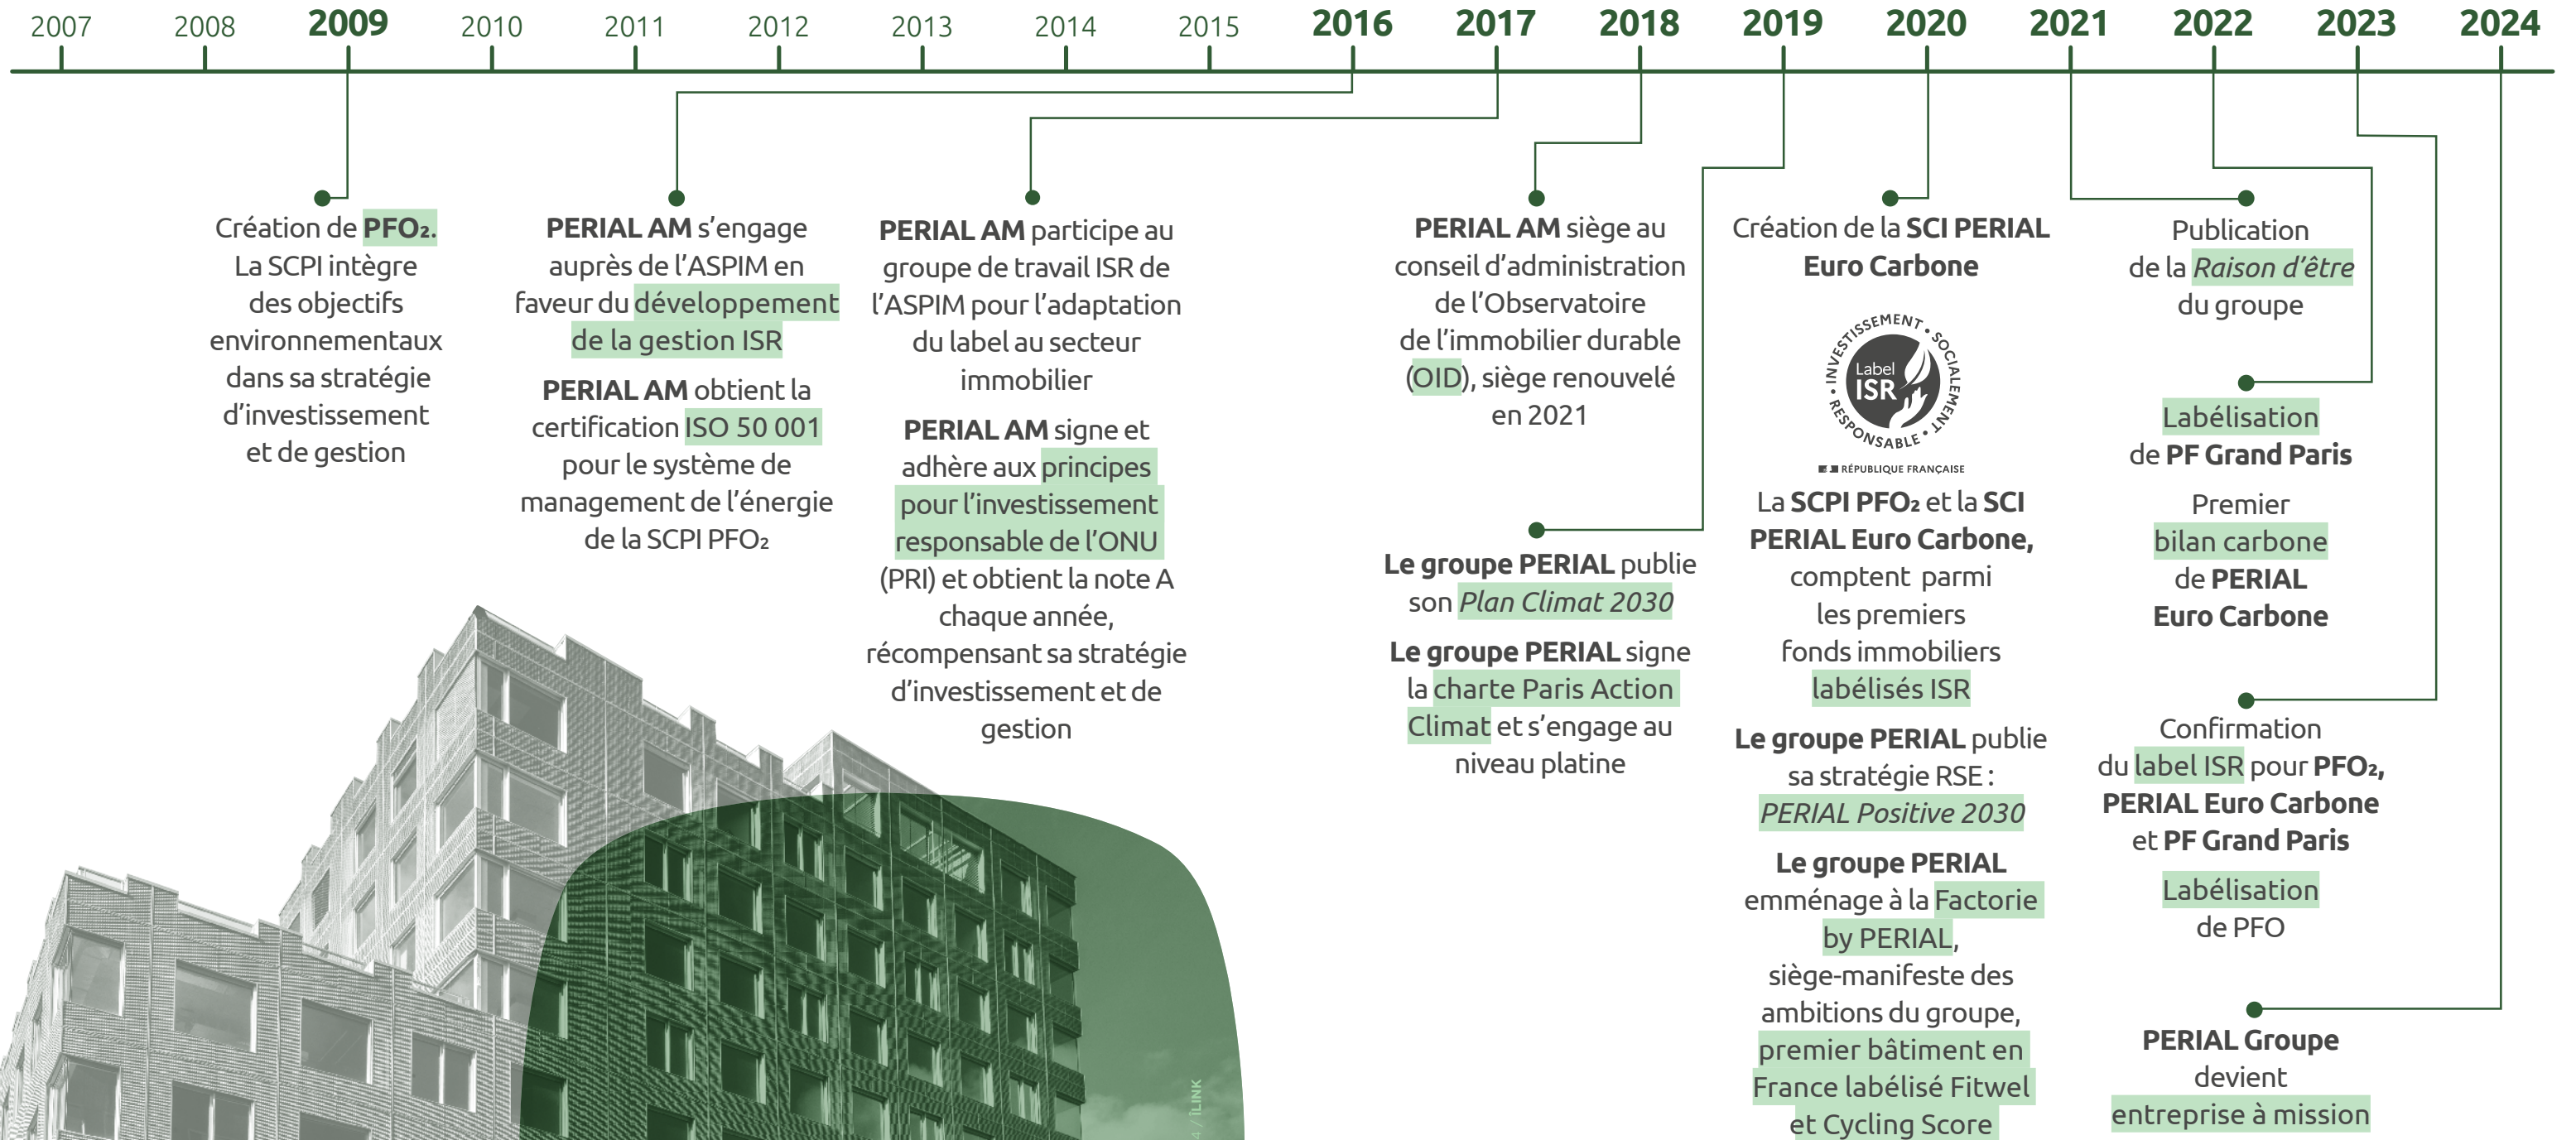 2007 2008 2009 2010 2011 2012 2013 2014 2015 2016 2017 2018 2019 2020 2021 2022 2023 2024
Création de PFO₂.
La SCPI intègre
des objectifs
environnementaux
dans sa stratégie
d’investissement
et de gestion
PERIAL AM s’engage
auprès de l’ASPIM en
faveur du développement
de la gestion ISR
PERIAL AM obtient la
certification ISO 50 001
pour le système de
management de l’énergie
de la SCPI PFO₂
PERIAL AM participe au
groupe de travail ISR de
l’ASPIM pour l’adaptation
du label au secteur
immobilier
PERIAL AM signe et
adhère aux principes
pour l’investissement
responsable de l’ONU
(PRI) et obtient la note A
chaque année,
récompensant sa stratégie
d’investissement et de
gestion
PERIAL AM siège au
conseil d’administration
de l’Observatoire
de l’immobilier durable
(OID), siège renouvelé
en 2021
Le groupe PERIAL publie
son Plan Climat 2030
Le groupe PERIAL signe
la charte Paris Action
Climat et s’engage au
niveau platine
Création de la SCI PERIAL
Euro Carbone
INVESTISSEMENT • SOCIALEMENT • RESPONSABLE •
Label
ISR
RÉPUBLIQUE FRANÇAISE
La SCPI PFO₂ et la SCI
PERIAL Euro Carbone,
comptent parmi
les premiers
fonds immobiliers
labélisés ISR
Le groupe PERIAL publie
sa stratégie RSE :
PERIAL Positive 2030
Le groupe PERIAL
emménage à la Factorie
by PERIAL,
siège-manifeste des
ambitions du groupe,
premier bâtiment en
France labélisé Fitwel
et Cycling Score
Publication
de la Raison d’être
du groupe
Labélisation
de PF Grand Paris
Premier
bilan carbone
de PERIAL
Euro Carbone
Confirmation
du label ISR pour PFO₂,
PERIAL Euro Carbone
et PF Grand Paris
Labélisation
de PFO
PERIAL Groupe
devient
entreprise à mission
4 / ÎLINK